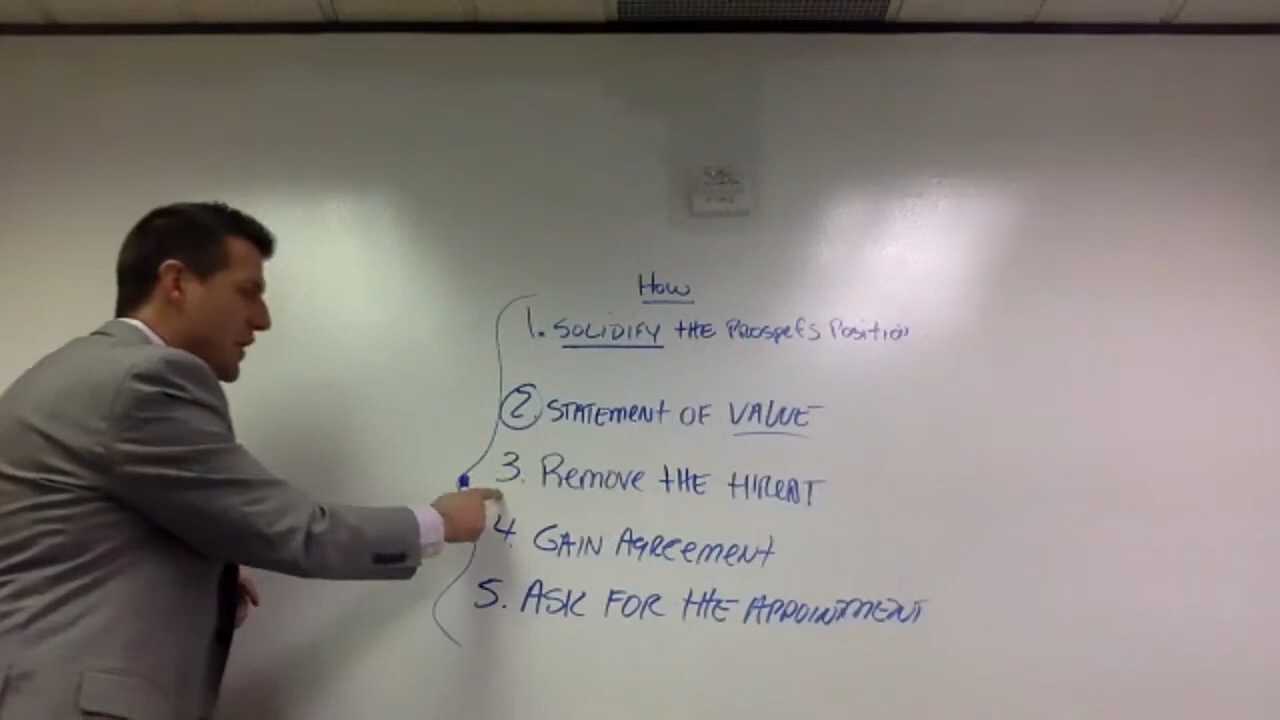 How
1. SOLIDIFY tHE Prospefs Position
2 STATEment OF VALUE
3. Remove tHE tHREAT
4. GAIN AgReement
5. ASK FOR tHE APPOINTMENT